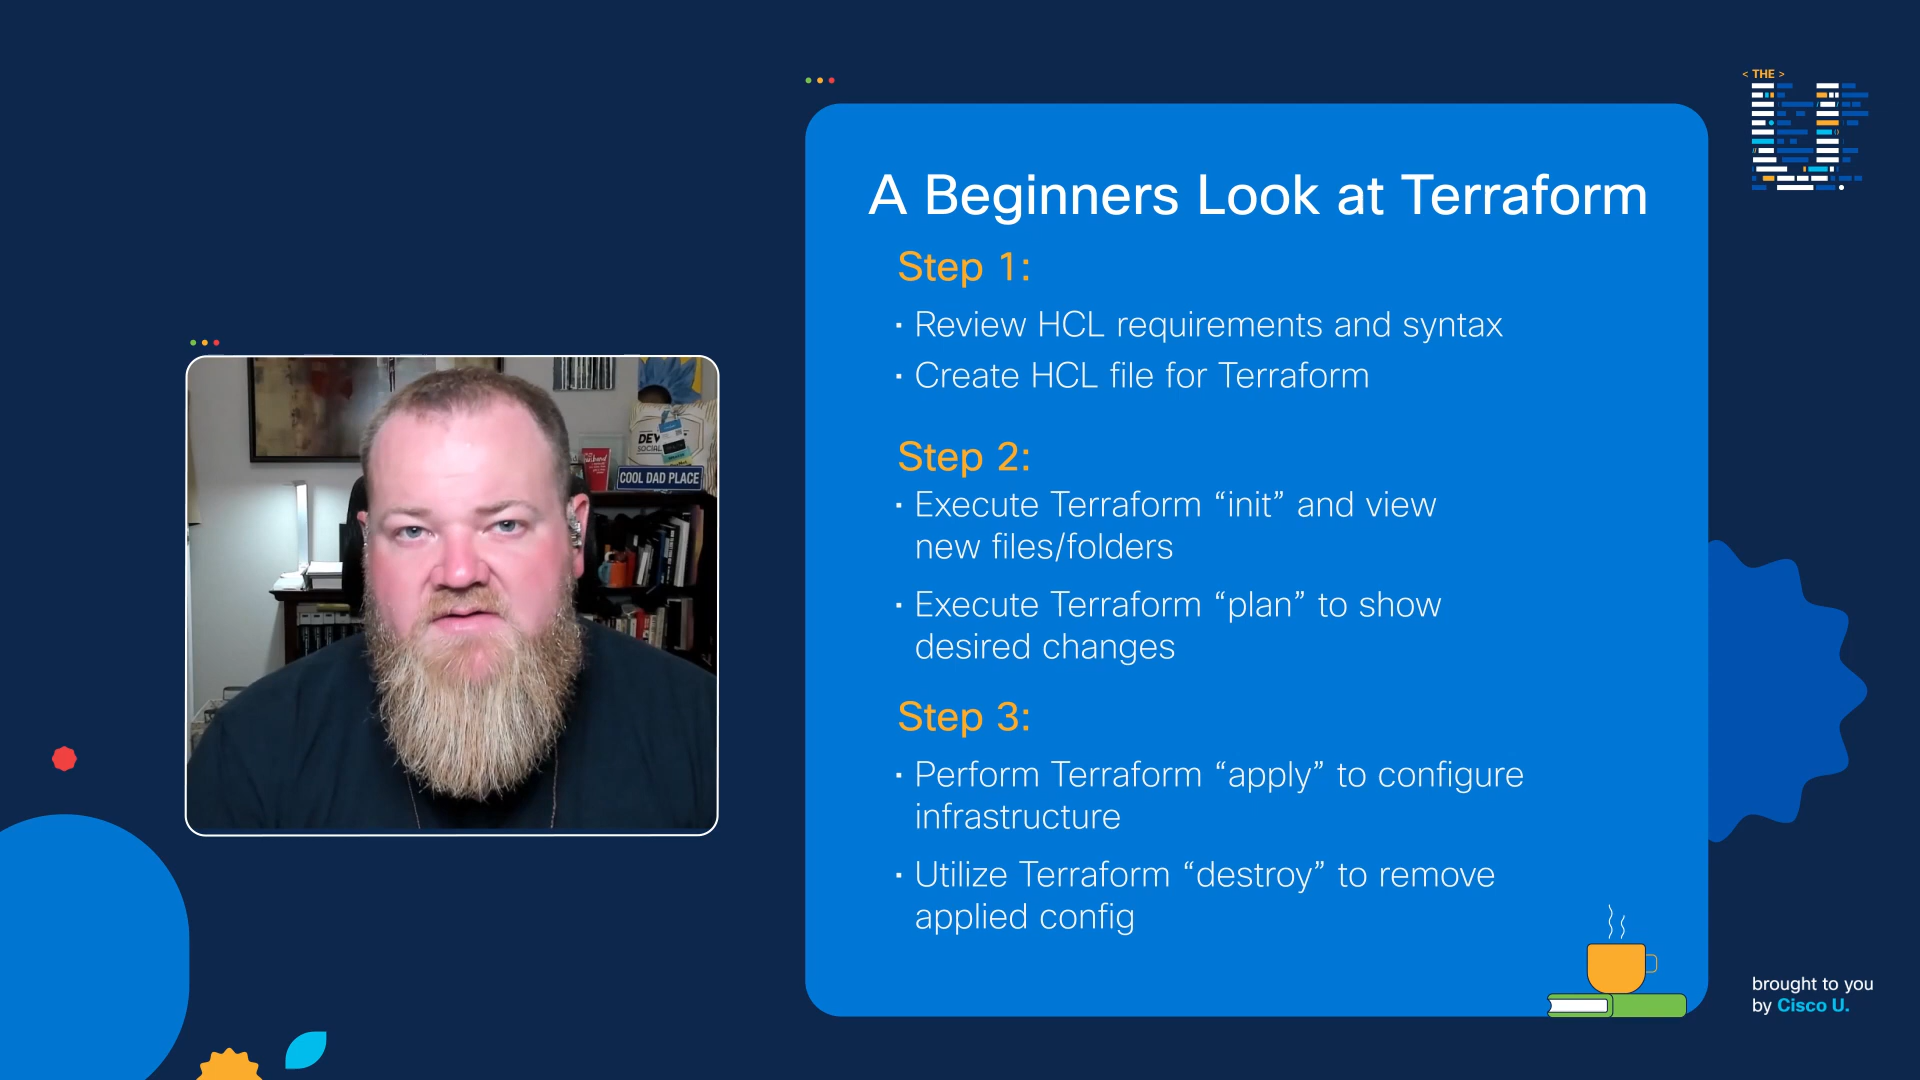 < THE >
A Beginners Look at Terraform
Step 1:
· Review HCL requirements and syntax
· Create HCL file for Terraform
Step 2:
· Execute Terraform “init” and view
new files/folders
· Execute Terraform “plan” to show
desired changes
Step 3:
· Perform Terraform “apply” to configure
infrastructure
· Utilize Terraform “destroy” to remove
applied config
DEV
SOCIAL
COOL DAD PLACE
brought to you
by Cisco U.